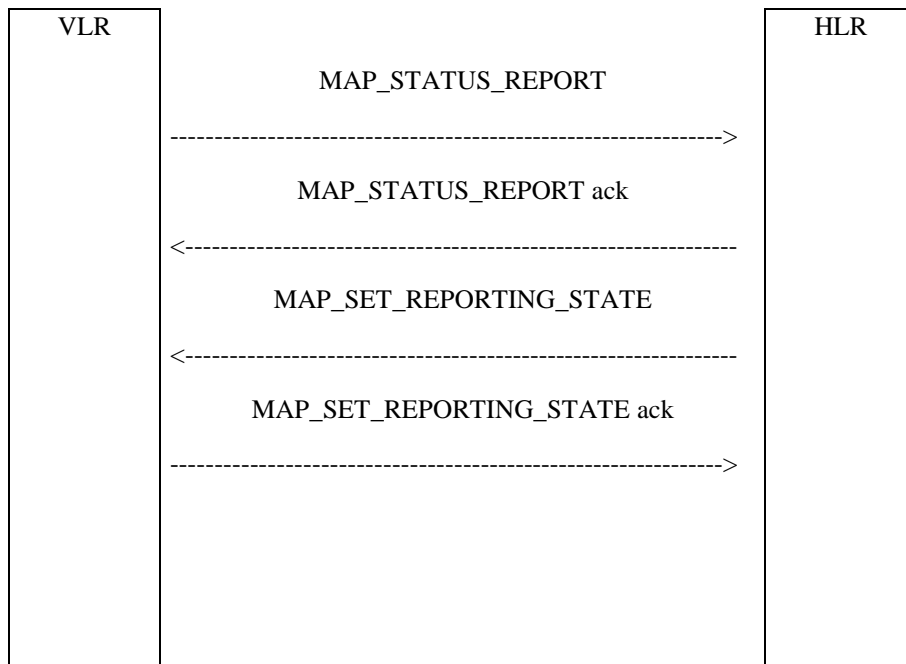 VLR
HLR
MAP_STATUS_REPORT
MAP_STATUS_REPORT ack
MAP_SET_REPORTING_STATE
MAP_SET_REPORTING_STATE ack